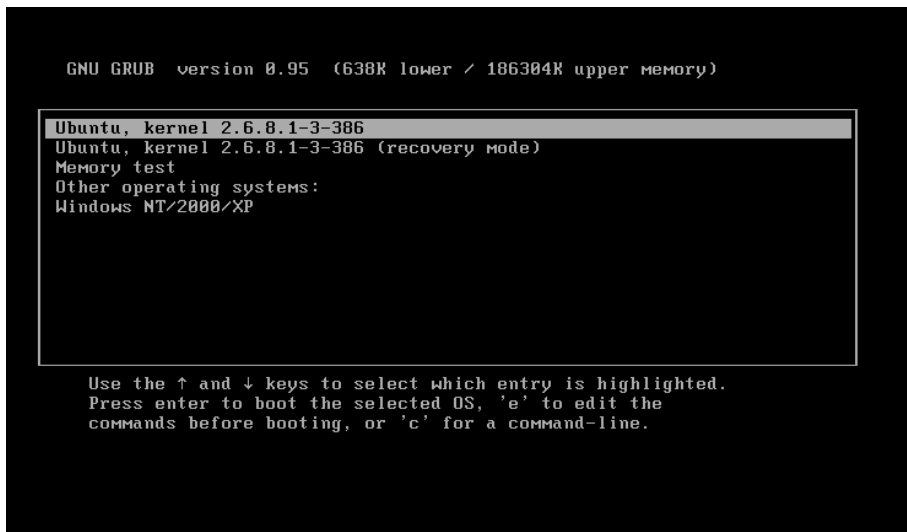 GNU GRUB  version 0.95  (638K lower / 186304K upper memory)
Ubuntu, kernel 2.6.8.1-3-386
Ubuntu, kernel 2.6.8.1-3-386 (recovery mode)
Memory test
Other operating systems:
Windows NT/2000/XP
Use the ↑ and ↓ keys to select which entry is highlighted.
Press enter to boot the selected OS, 'e' to edit the
commands before booting, or 'c' for a command-line.